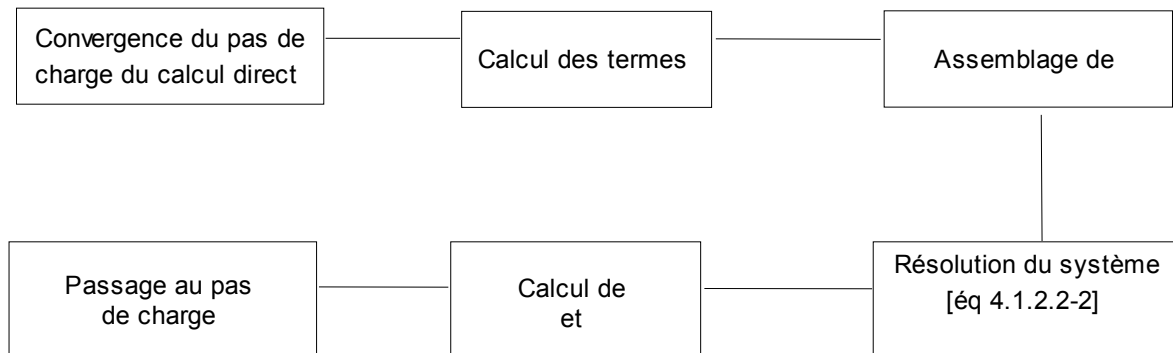 Convergence du pas de
charge du calcul direct
Calcul des termes
Assemblage de
Passage au pas
de charge
Calcul de
et
Résolution du système
[éq 4.1.2.2-2]